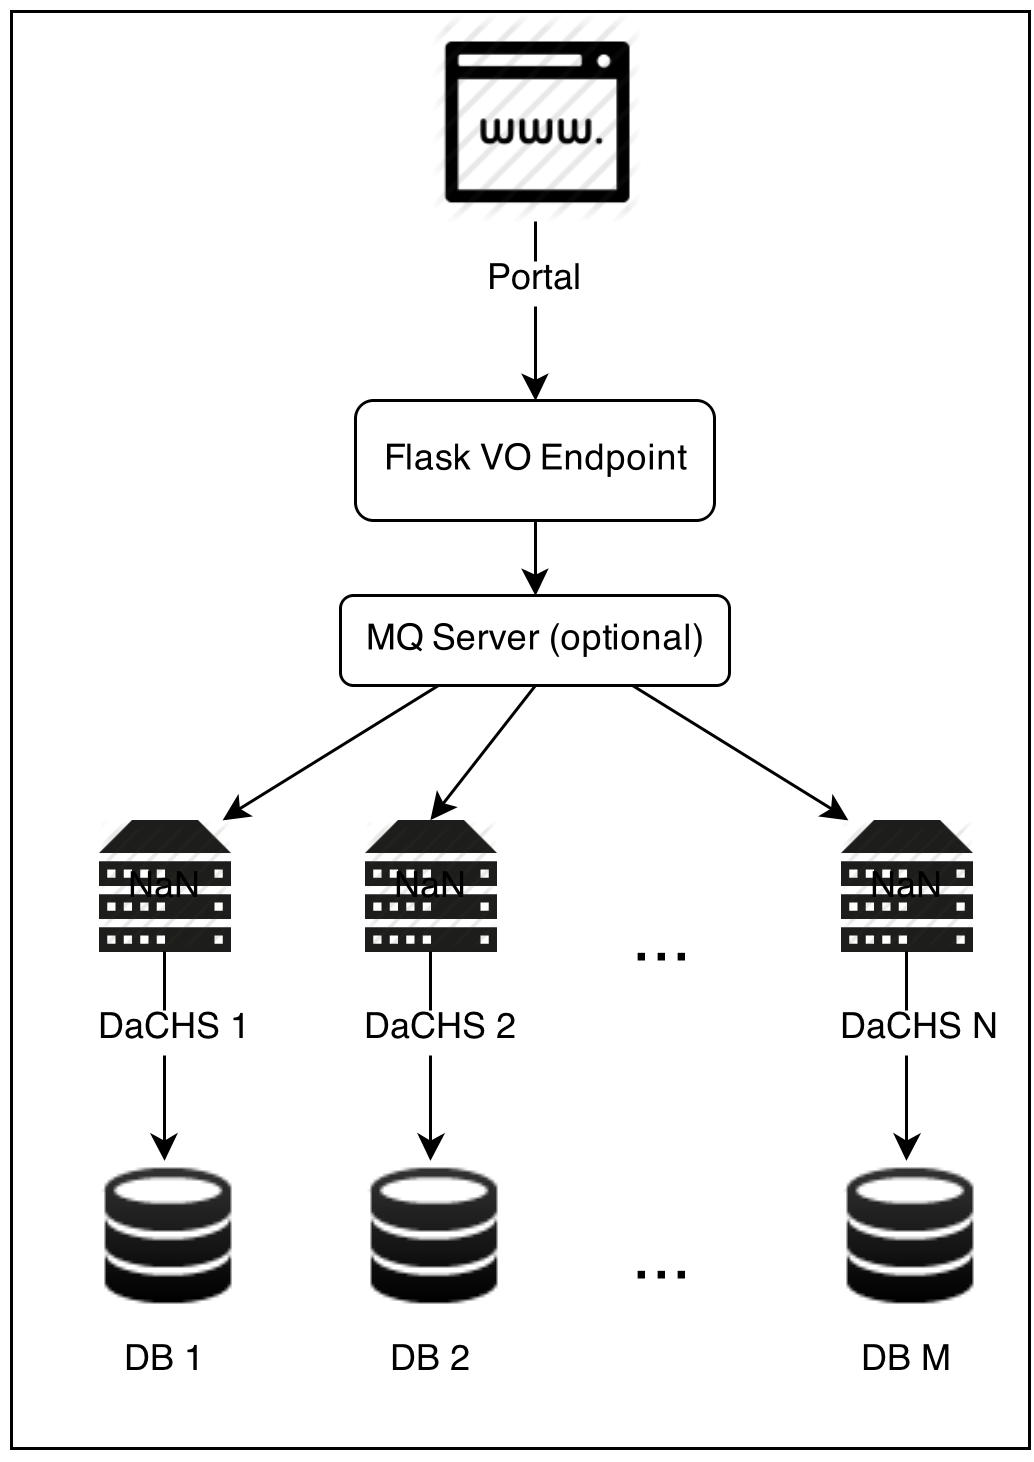 www.
Portal
Flask VO Endpoint
MQ Server (optional)
NaN NaN NaN
...
DaCHS 1 DaCHS 2 DaCHS N
...
DB 1 DB 2 DB M